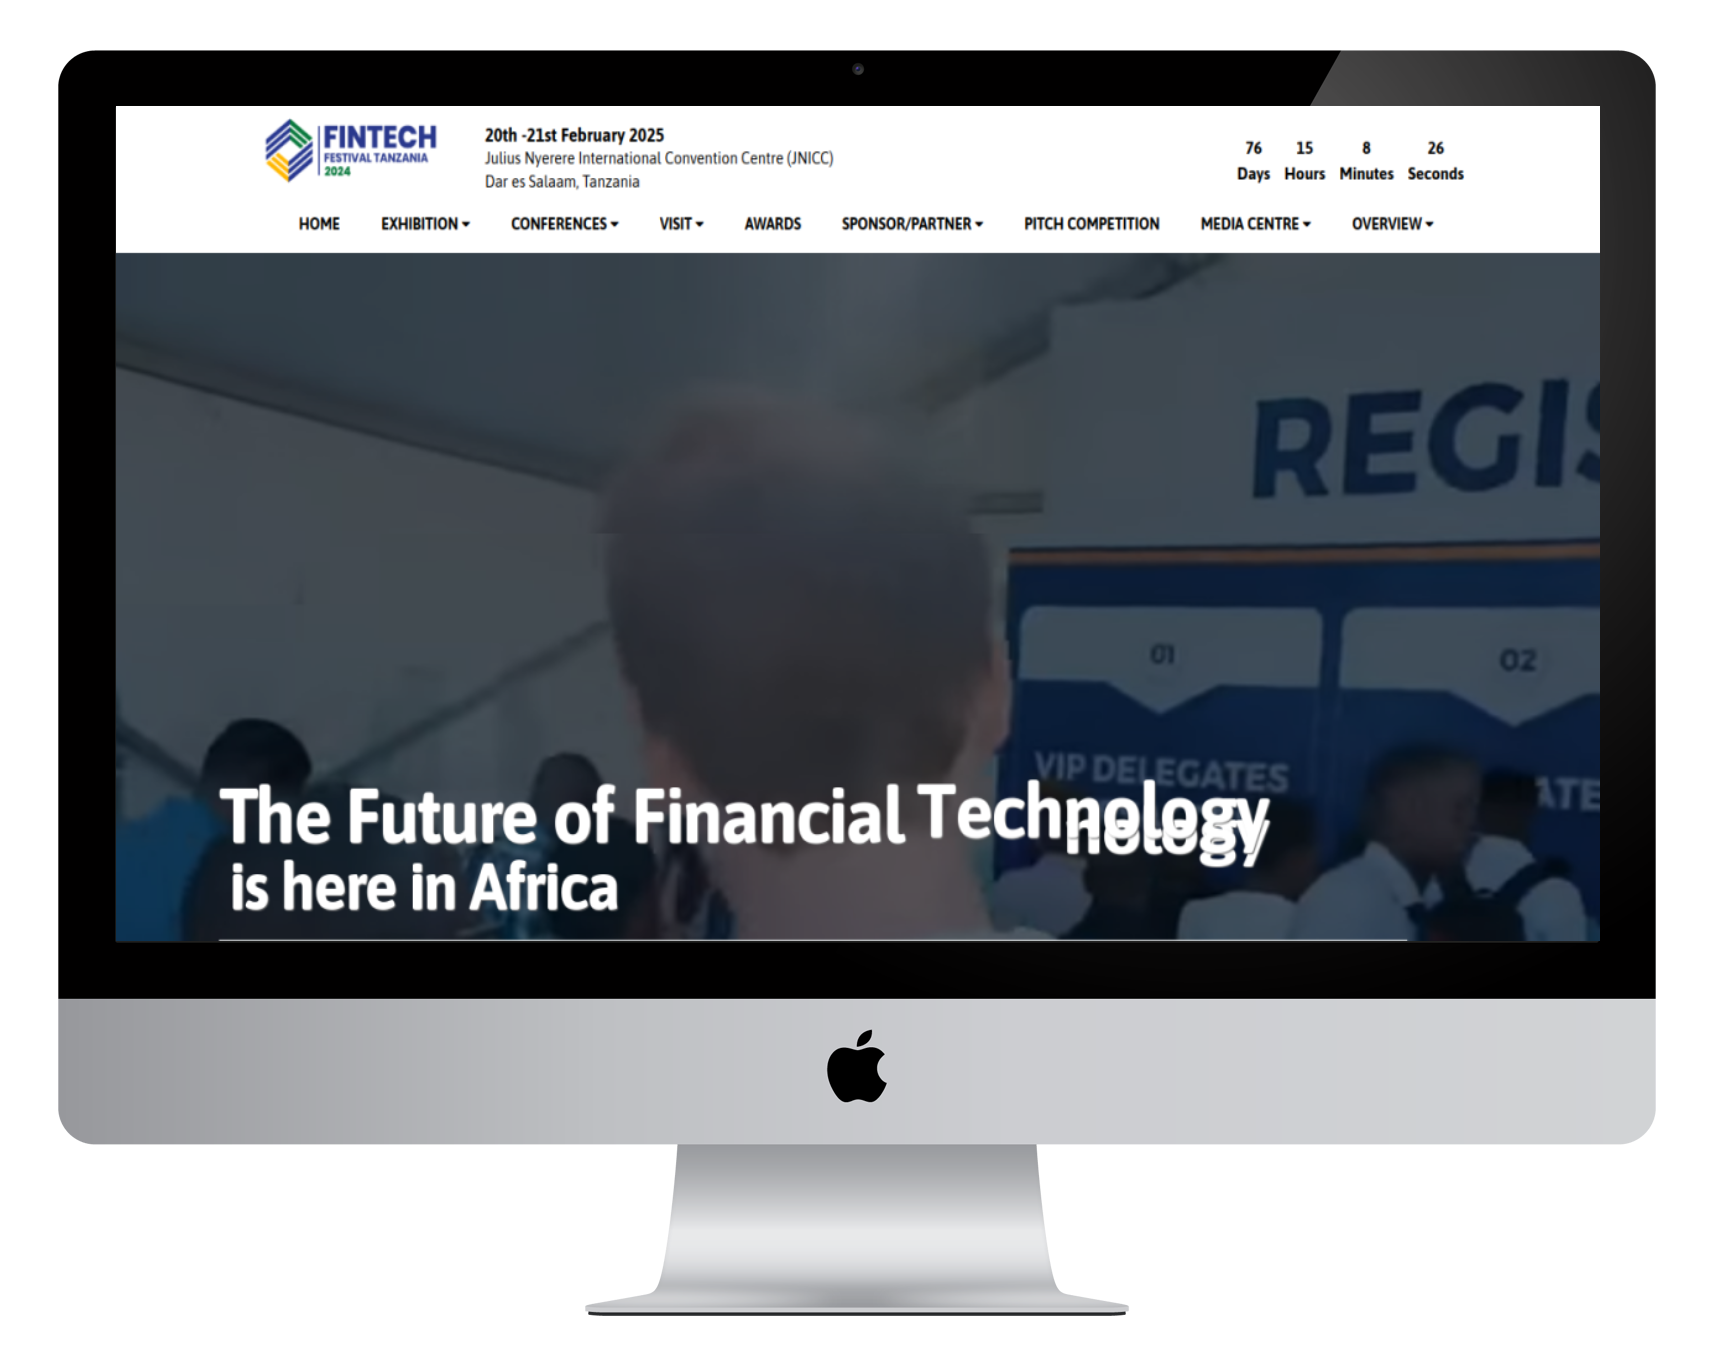 FINTECH
FESTIVAL TANZANIA
2024
20th -21st February 2025
Julius Nyerere International Convention Centre (JNICC)
Dar es Salaam, Tanzania
76 15 8 26
Days Hours Minutes Seconds
HOME EXHIBITION CONFERENCES VISIT AWARDS SPONSOR/PARTNER PITCH COMPETITION MEDIA CENTRE OVERVIEW
REGIS
01 02
VIP DELEGATES
ATE
The Future of Financial Technology
nology
is here in Africa